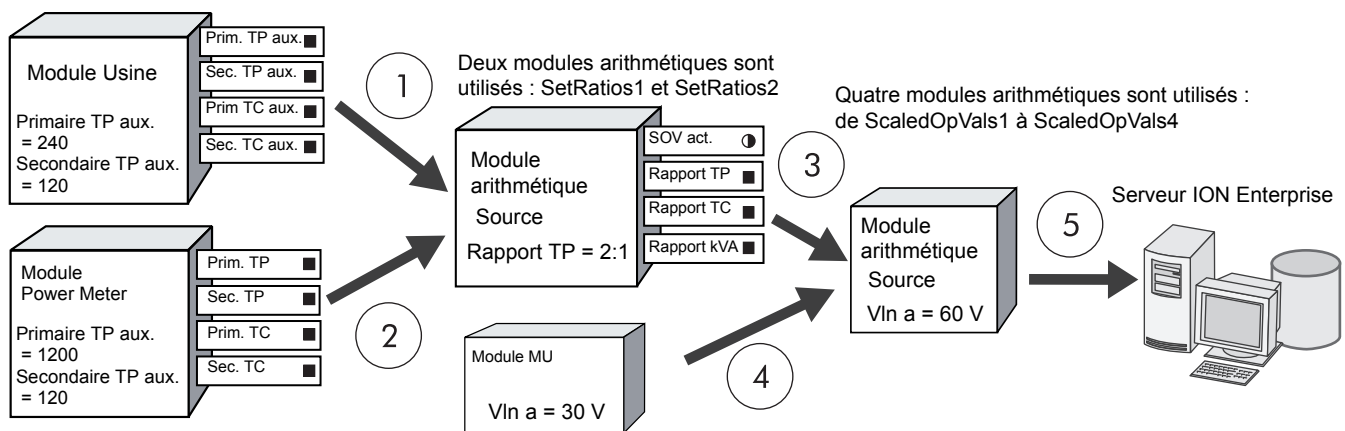 Module Usine
Primaire TP aux.
= 240
Secondaire TP aux.
= 120
Prim. TP aux.
Sec. TP aux.
Prim TC aux.
Sec. TC aux.
1
Module
Power Meter
Primaire TP aux.
= 1200
Secondaire TP aux.
= 120
Prim. TP
Sec. TP
Prim. TC
Sec. TC
2
Deux modules arithmétiques sont
utilisés : SetRatios1 et SetRatios2
Module
arithmétique
Source
Rapport TP = 2:1
SOV act.
Rapport TP
Rapport TC
Rapport kVA
3
Module MU
Vln a = 30 V
4
Quatre modules arithmétiques sont utilisés :
de ScaledOpVals1 à ScaledOpVals4
Module
arithmétique
Source
Vln a = 60 V
5
Serveur ION Enterprise